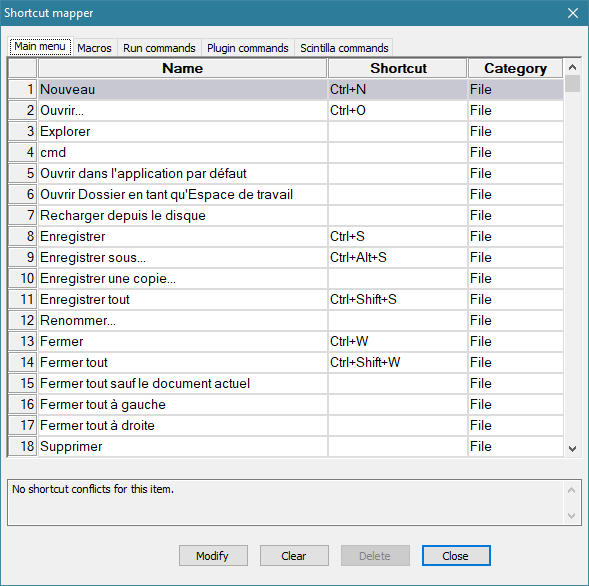 Shortcut mapper
Main menu Macros Run commands Plugin commands Scintilla commands
Name Shortcut Category
1 Nouveau Ctrl+N File
2 Ouvrir... Ctrl+O File
3 Explorer File
4 cmd File
5 Ouvrir dans l'application par défaut File
6 Ouvrir Dossier en tant qu'Espace de travail File
7 Recharger depuis le disque File
8 Enregistrer Ctrl+S File
9 Enregistrer sous... Ctrl+Alt+S File
10 Enregistrer une copie... File
11 Enregistrer tout Ctrl+Shift+S File
12 Renommer... File
13 Fermer Ctrl+W File
14 Fermer tout Ctrl+Shift+W File
15 Fermer tout sauf le document actuel File
16 Fermer tout à gauche File
17 Fermer tout à droite File
18 Supprimer File
No shortcut conflicts for this item.
Modify Clear Delete Close